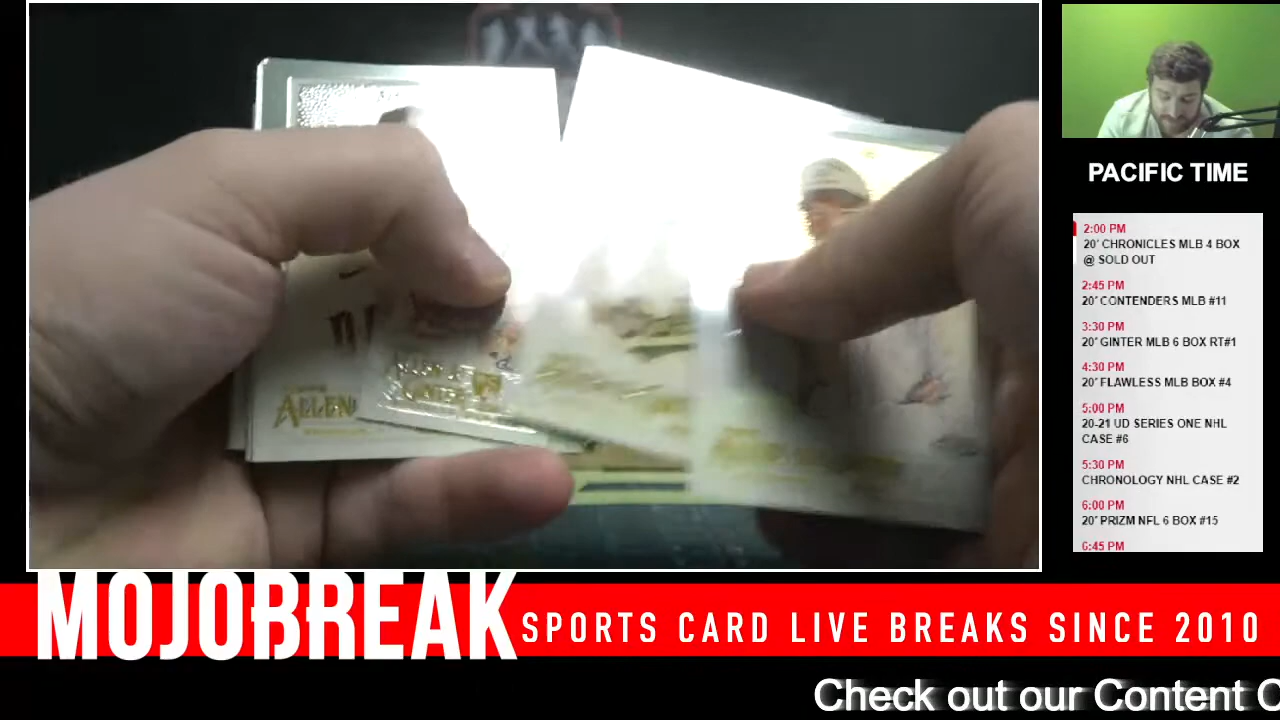 ALLEN
PACIFIC TIME
2:00 PM
20' CHRONICLES MLB 4 BOX
@ SOLD OUT
2:45 PM
20' CONTENDERS MLB #11
3:30 PM
20' GINTER MLB 6 BOX RT#1
4:30 PM
20' FLAWLESS MLB BOX #4
5:00 PM
20-21 UD SERIES ONE NHL
CASE #6
5:30 PM
CHRONOLOGY NHL CASE #2
6:00 PM
20' PRIZM NFL 6 BOX #15
6:45 PM
MOJOBREAK
SPORTS CARD LIVE BREAKS SINCE 2010
Check out our Content C